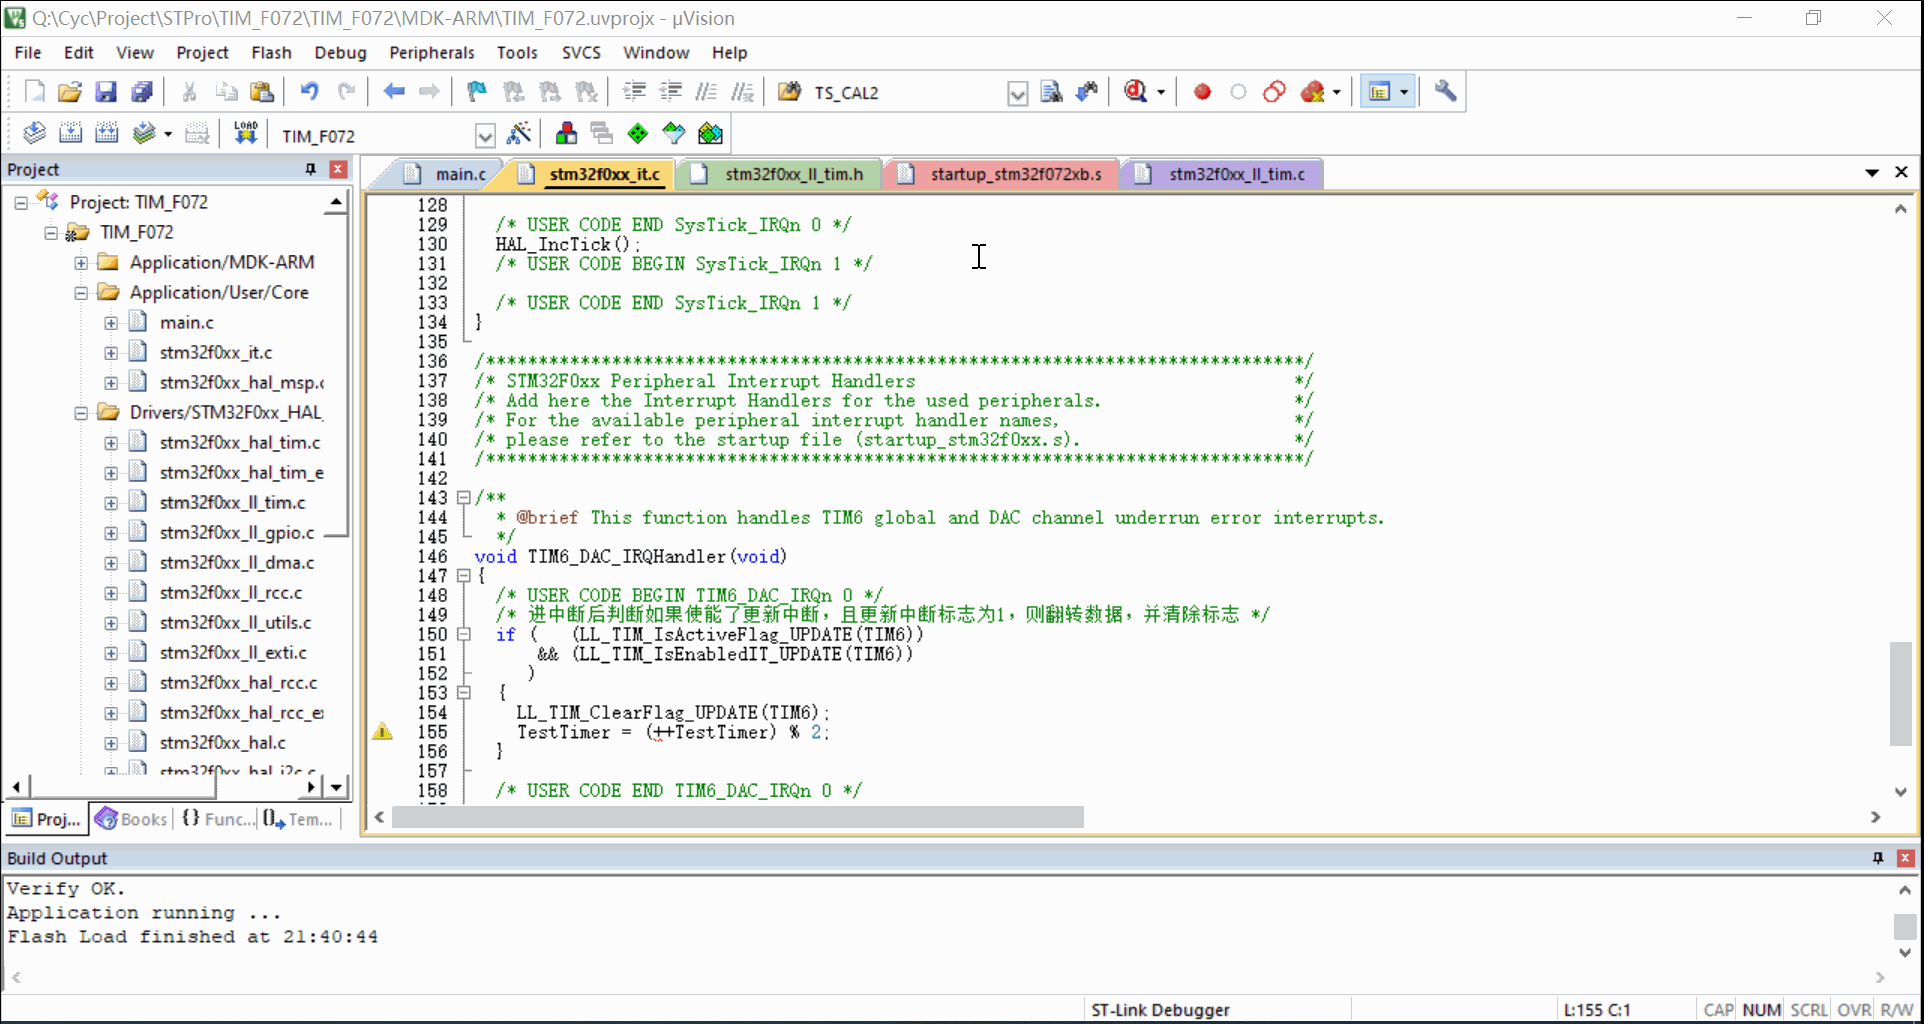 Q:\Cyc\Project\STPro\TIM_F072\TIM_F072\MDK-ARM\TIM_F072.uvprojx - µVision
File Edit View Project Flash Debug Peripherals Tools SVCS Window Help
TS_CAL2
LOAD TIM_F072
Project
main.c stm32f0xx_it.c stm32f0xx_ll_tim.h startup_stm32f072xb.s stm32f0xx_ll_tim.c
Project: TIM_F072
TIM_F072
Application/MDK-ARM
Application/User/Core
main.c
stm32f0xx_it.c
stm32f0xx_hal_msp.c
Drivers/STM32F0xx_HAL_
stm32f0xx_hal_tim.c
stm32f0xx_hal_tim_e
stm32f0xx_ll_tim.c
stm32f0xx_ll_gpio.c
stm32f0xx_ll_dma.c
stm32f0xx_ll_rcc.c
stm32f0xx_ll_utils.c
stm32f0xx_ll_exti.c
stm32f0xx_hal_rcc.c
stm32f0xx_hal_rcc_e
stm32f0xx_hal.c
stm32f0xx_hal_i2c.c
Proj... Books {} Func... Tem...
128
129 /* USER CODE END SysTick_IRQn 0 */
130 HAL_IncTick();
131 /* USER CODE BEGIN SysTick_IRQn 1 */
132
133 /* USER CODE END SysTick_IRQn 1 */
134 }
135
136 /******************************************************************************/
137 /* STM32F0xx Peripheral Interrupt Handlers */
138 /* Add here the Interrupt Handlers for the used peripherals. */
139 /* For the available peripheral interrupt handler names, */
140 /* please refer to the startup file (startup_stm32f0xx.s). */
141 /******************************************************************************/
142
143 /**
144 * @brief This function handles TIM6 global and DAC channel underrun error interrupts.
145 */
146 void TIM6_DAC_IRQHandler(void)
147 {
148 /* USER CODE BEGIN TIM6_DAC_IRQn 0 */
149 /* 进中断后判断如果使能了更新中断，且更新中断标志为1，则翻转数据，并清除标志 */
150 if ( (LL_TIM_IsActiveFlag_UPDATE(TIM6))
151 && (LL_TIM_IsEnabledIT_UPDATE(TIM6))
152 )
153 {
154 LL_TIM_ClearFlag_UPDATE(TIM6);
155 TestTimer = (++TestTimer) % 2;
156 }
157
158 /* USER CODE END TIM6_DAC_IRQn 0 */
Build Output
Verify OK.
Application running ...
Flash Load finished at 21:40:44
ST-Link Debugger L:155 C:1 CAP NUM SCRL OVR R/W